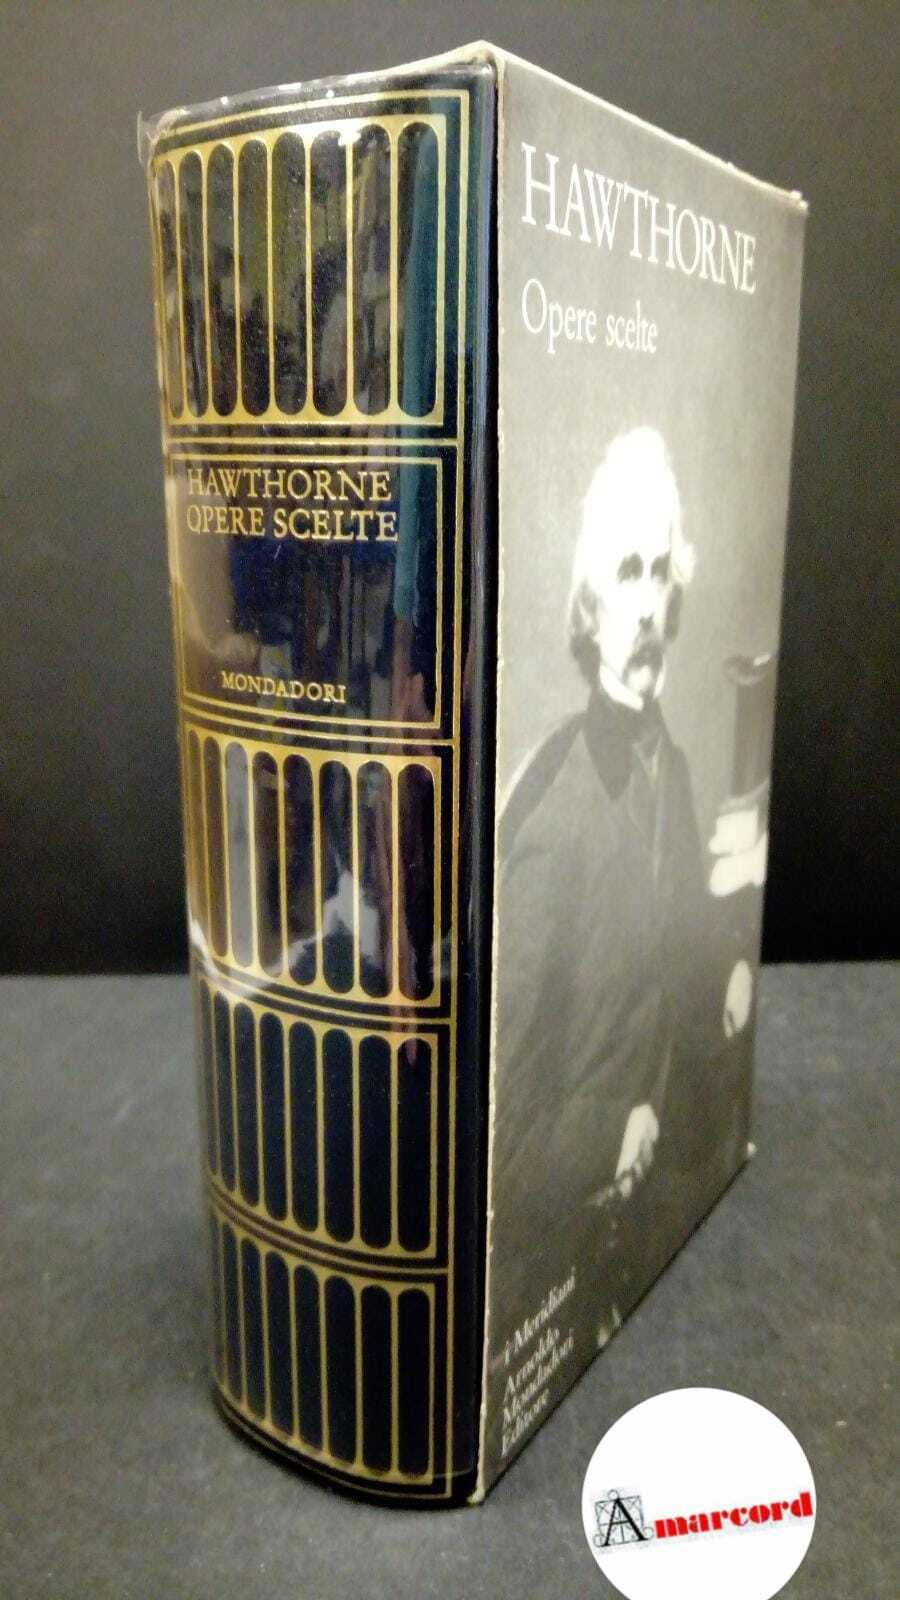 HAWTHORNE
OPERE SCELTE
MONDADORI
HAWTHORNE
Opere scelte
i Meridiani
Arnoldo
Mondadori
Editore
Amarcord